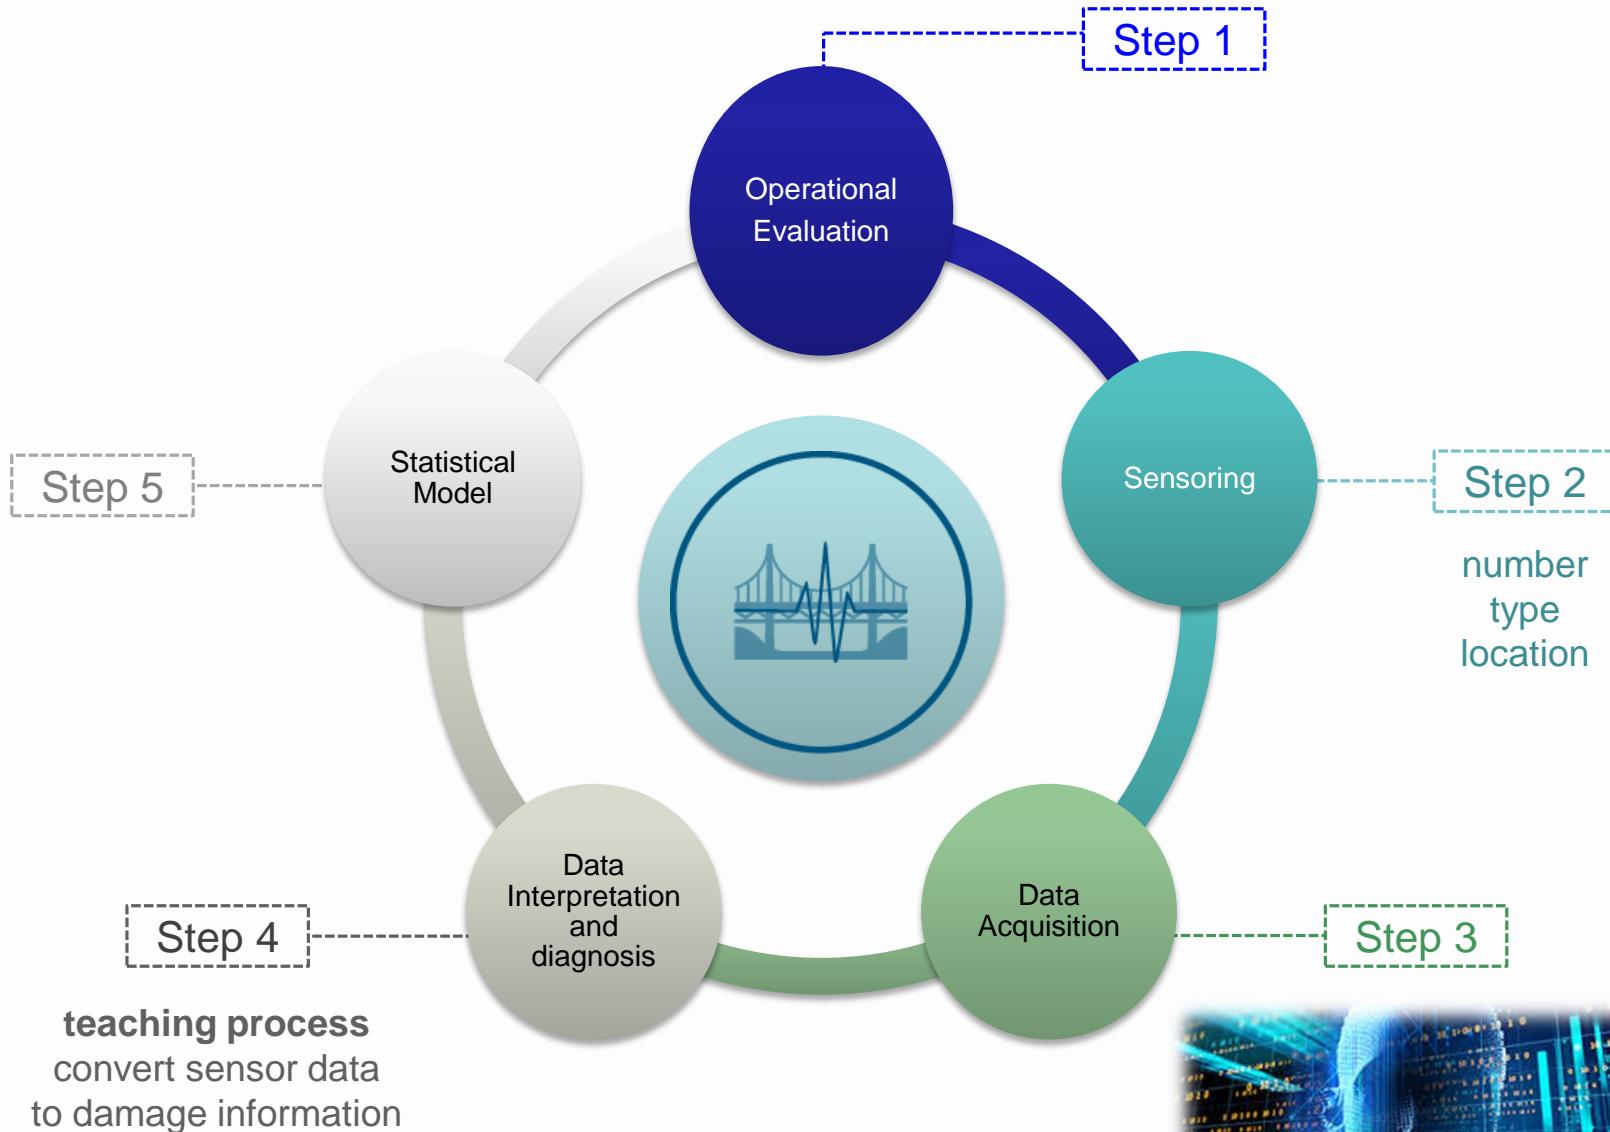 Step 1
Operational
Evaluation
Sensoring
Step 2
number
type
location
Data
Acquisition
Step 3
Data
Interpretation
and
diagnosis
Step 4
teaching process
convert sensor data
to damage information
Statistical
Model
Step 5